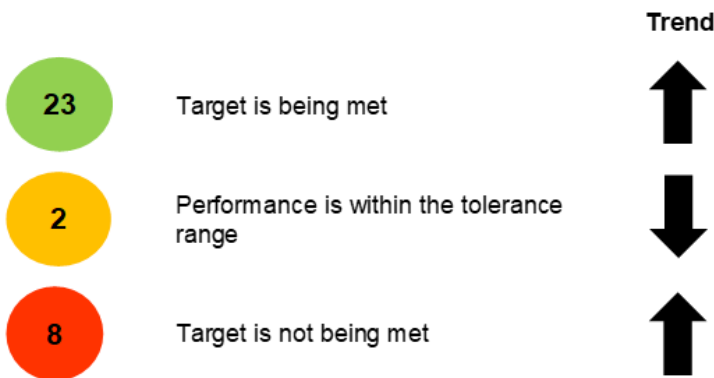 Trend
23 Target is being met
2 Performance is within the tolerance
range
8 Target is not being met